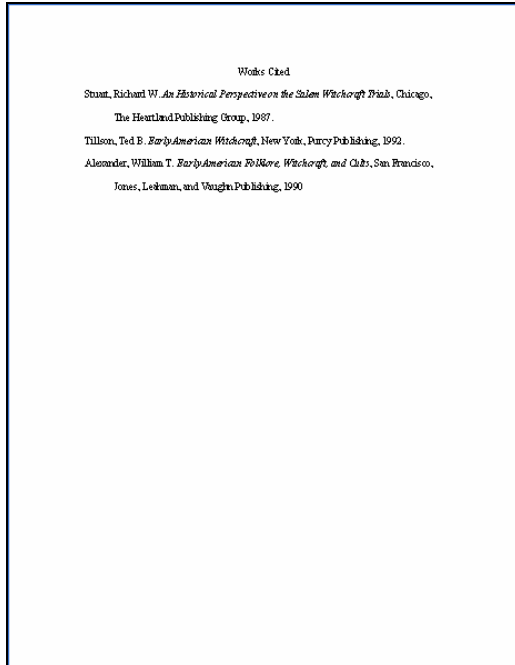 Works Cited
Stuart, Richard W. An Historical Perspective on the Salem Witchcraft Trials, Chicago,
The Heartland Publishing Group, 1987.
Tillson, Ted B. Early American Witchcraft, New York, Purcy Publishing, 1992.
Alexander, William T. Early American Folklore, Witchcraft, and Cults, San Francisco,
Jones, Leahman, and Vaughn Publishing, 1990